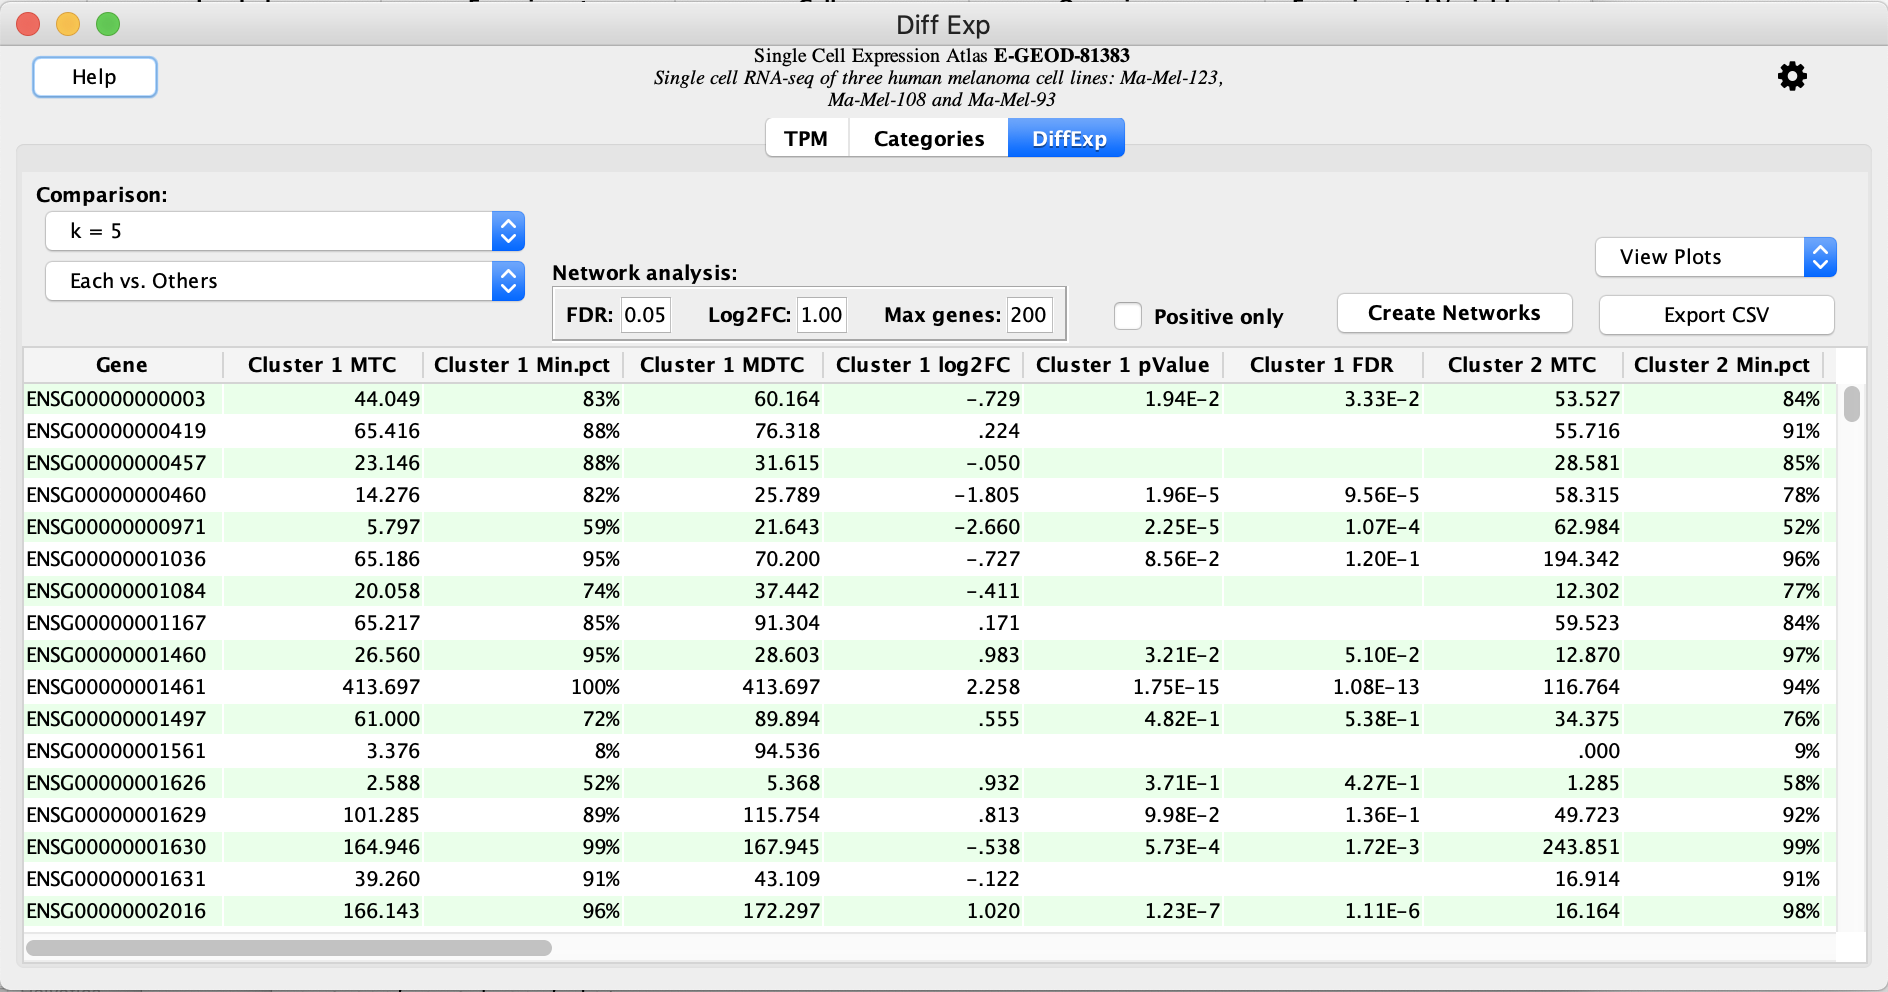 Diff Exp
Help
Single Cell Expression Atlas E-GEOD-81383
Single cell RNA-seq of three human melanoma cell lines: Ma-Mel-123,
Ma-Mel-108 and Ma-Mel-93
TPM Categories DiffExp
Comparison:
k = 5
Each vs. Others
Network analysis:
FDR: 0.05 Log2FC: 1.00 Max genes: 200
Positive only
Create Networks
View Plots
Export CSV
Gene Cluster 1 MTC Cluster 1 Min.pct Cluster 1 MDTC Cluster 1 log2FC Cluster 1 pValue Cluster 1 FDR Cluster 2 MTC Cluster 2 Min.pct
ENSG00000000003 44.049 83% 60.164 -.729 1.94E-2 3.33E-2 53.527 84%
ENSG00000000419 65.416 88% 76.318 .224 55.716 91%
ENSG00000000457 23.146 88% 31.615 -.050 28.581 85%
ENSG00000000460 14.276 82% 25.789 -1.805 1.96E-5 9.56E-5 58.315 78%
ENSG00000000971 5.797 59% 21.643 -2.660 2.25E-5 1.07E-4 62.984 52%
ENSG00000001036 65.186 95% 70.200 -.727 8.56E-2 1.20E-1 194.342 96%
ENSG00000001084 20.058 74% 37.442 -.411 12.302 77%
ENSG00000001167 65.217 85% 91.304 .171 59.523 84%
ENSG00000001460 26.560 95% 28.603 .983 3.21E-2 5.10E-2 12.870 97%
ENSG00000001461 413.697 100% 413.697 2.258 1.75E-15 1.08E-13 116.764 94%
ENSG00000001497 61.000 72% 89.894 .555 4.82E-1 5.38E-1 34.375 76%
ENSG00000001561 3.376 8% 94.536 .000 9%
ENSG00000001626 2.588 52% 5.368 .932 3.71E-1 4.27E-1 1.285 58%
ENSG00000001629 101.285 89% 115.754 .813 9.98E-2 1.36E-1 49.723 92%
ENSG00000001630 164.946 99% 167.945 -.538 5.73E-4 1.72E-3 243.851 99%
ENSG00000001631 39.260 91% 43.109 -.122 16.914 91%
ENSG00000002016 166.143 96% 172.297 1.020 1.23E-7 1.11E-6 16.164 98%